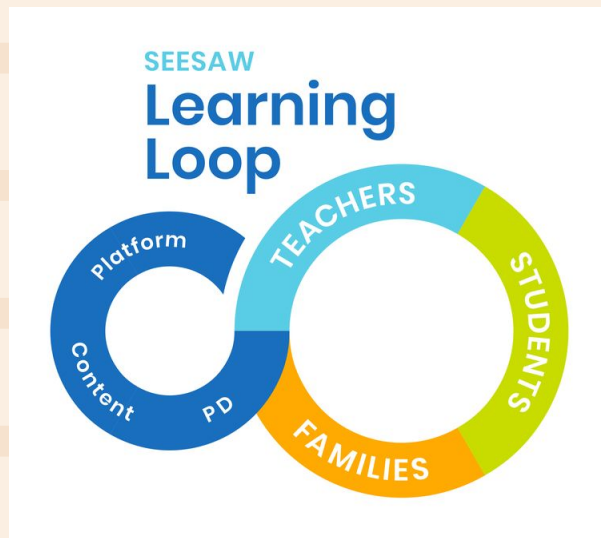 SEESAW
Learning
Loop
Platform
Content
PD
TEACHERS
STUDENTS
FAMILIES